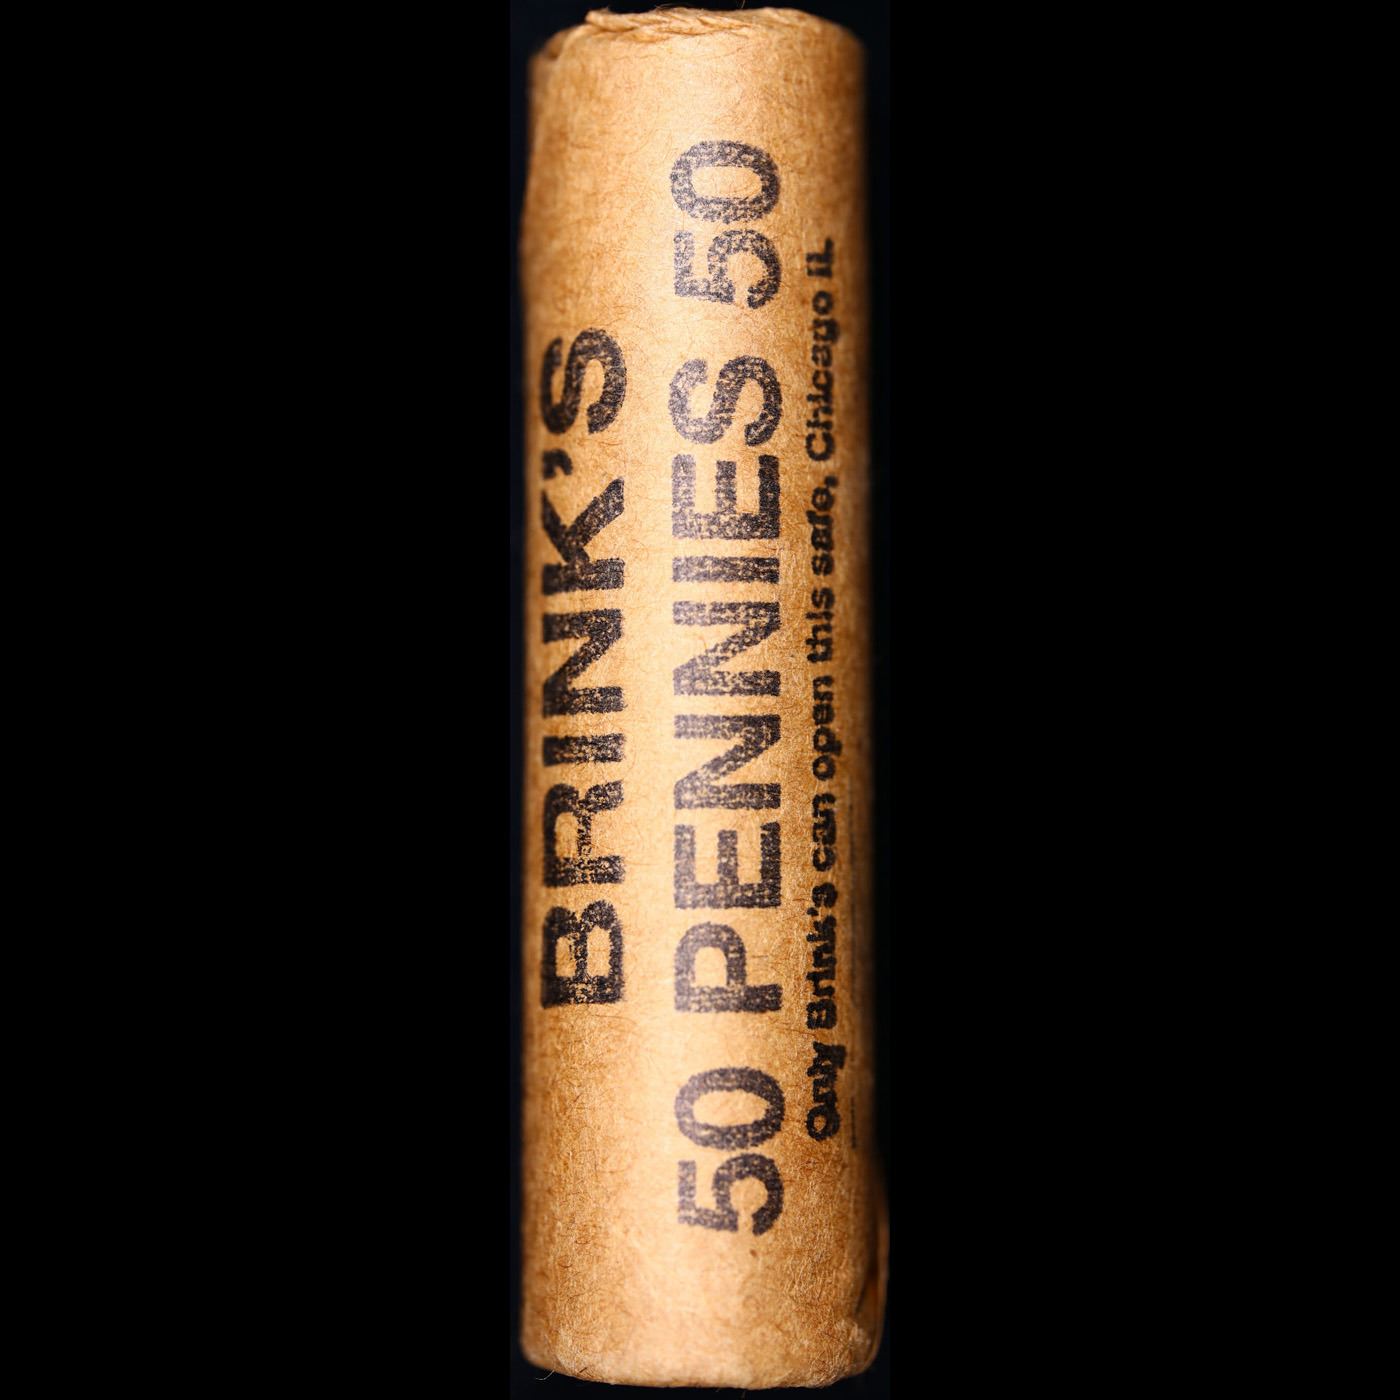 BRINK'S
50 PENNIES 50
Only Brink's can open this safe, Chicago IL